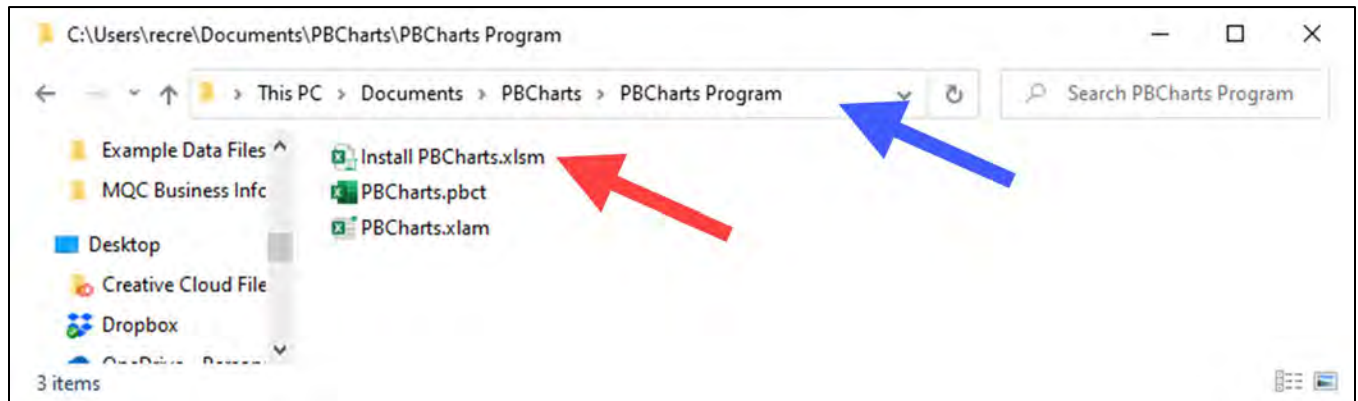 C:\Users\recre\Documents\PBCharts\PBCharts Program
This PC > Documents > PBCharts > PBCharts Program
Search PBCharts Program
Example Data Files
MQC Business Infc
Desktop
Creative Cloud File
Dropbox
Install PBCharts.xlsm
PBCharts.pbct
PBCharts.xlam
3 items